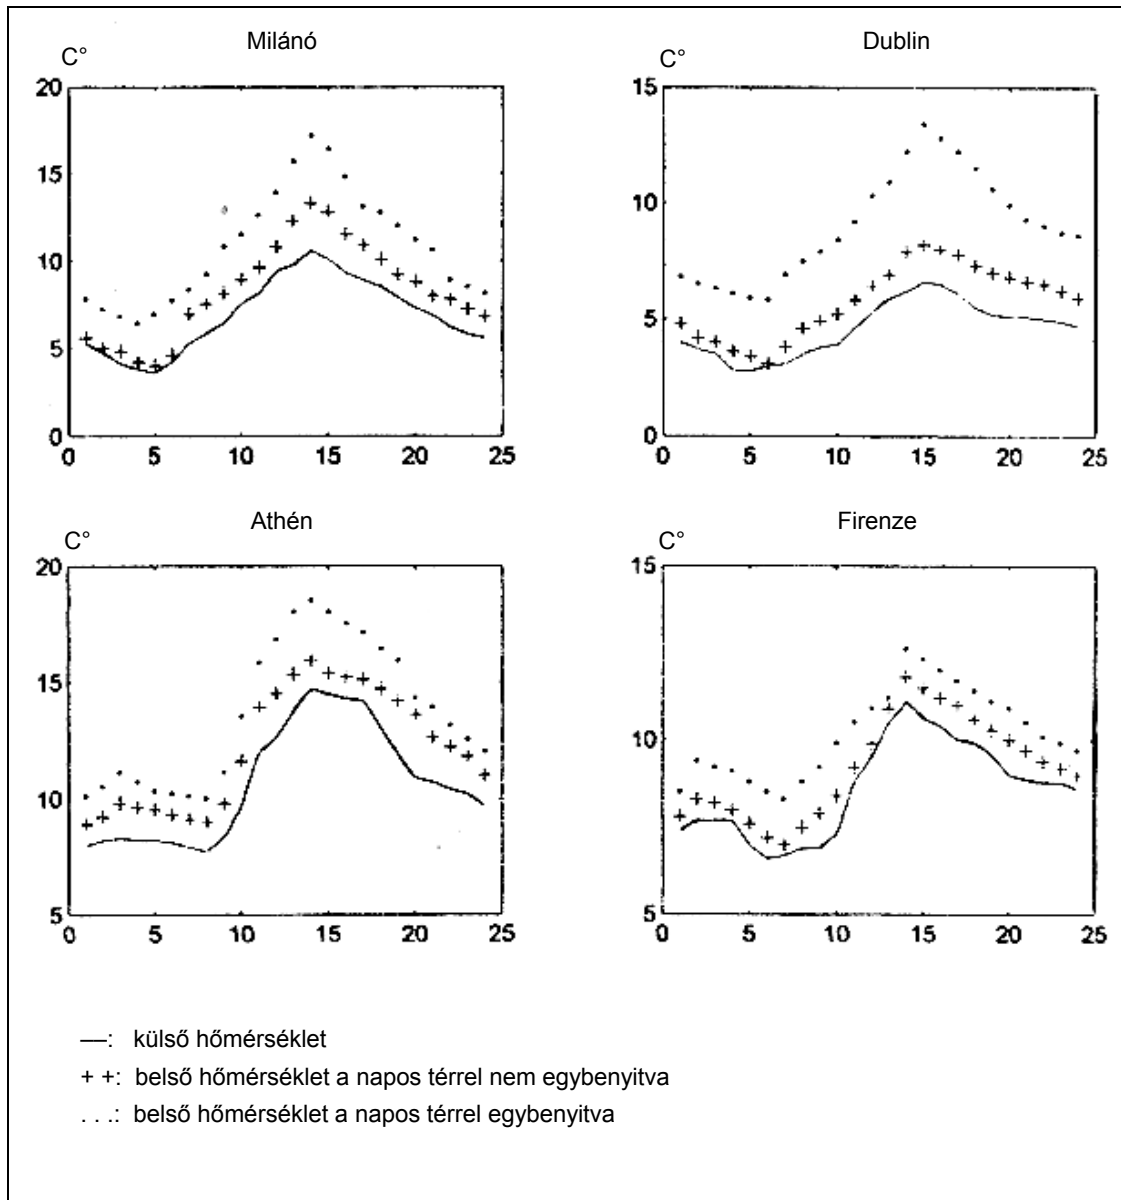 Milánó
Dublin
C°
C°
20
15
10
5
0
0 5 10 15 20 25
15
10
5
0
0 5 10 15 20 25
Athén
Firenze
C°
C°
20
15
10
5
0 5 10 15 20 25
15
10
5
0 5 10 15 20 25
—: külső hőmérséklet
+ +: belső hőmérséklet a napos térrel nem egybenyitva
. . .: belső hőmérséklet a napos térrel egybenyitva